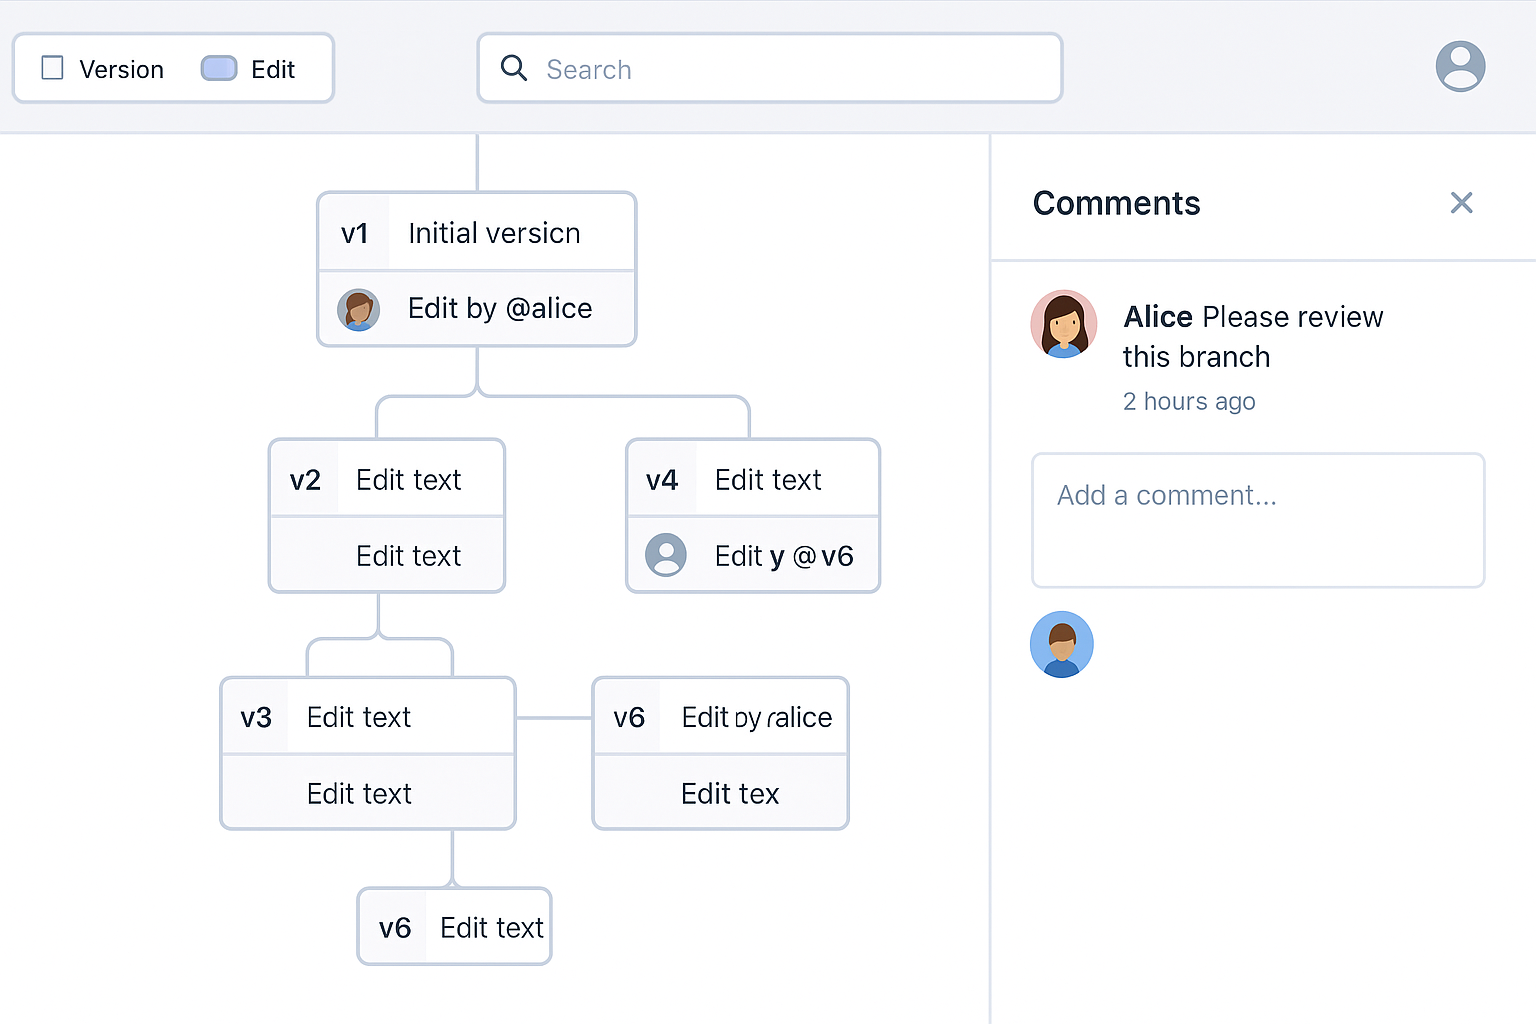 Version
Edit
Search
v1 Initial versicn
Edit by @alice
v2 Edit text
Edit text
v4 Edit text
Edit y @ v6
v3 Edit text
Edit text
v6 Edit alice
Edit tex
v6 Edit text
Comments
Alice Please review
this branch
2 hours ago
Add a comment...